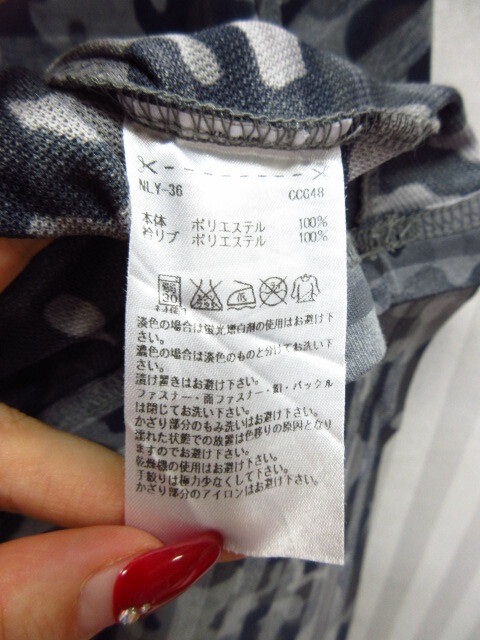 NLY-36 CCG48
本体 ポリエステル 100%
衿リブ ポリエステル 100%
弱
30
低
淡色の場合は蛍光増白剤の使用はお避け下
さい。
濃色の場合は淡色のものと分けてお洗い下
さい。
漬け置きはお避け下さい。
ファスナー・面ファスナー・釦・バックル
は閉じてお洗い下さい。
かざり部分のもみ洗いはお避け下さい。
濡れた状態での放置は色移りの原因となり
ますのでお避け下さい。
乾燥機の使用はお避け下さい。
手絞りは極力少なくして下さい。
かざり部分のアイロンはお避け下さい。